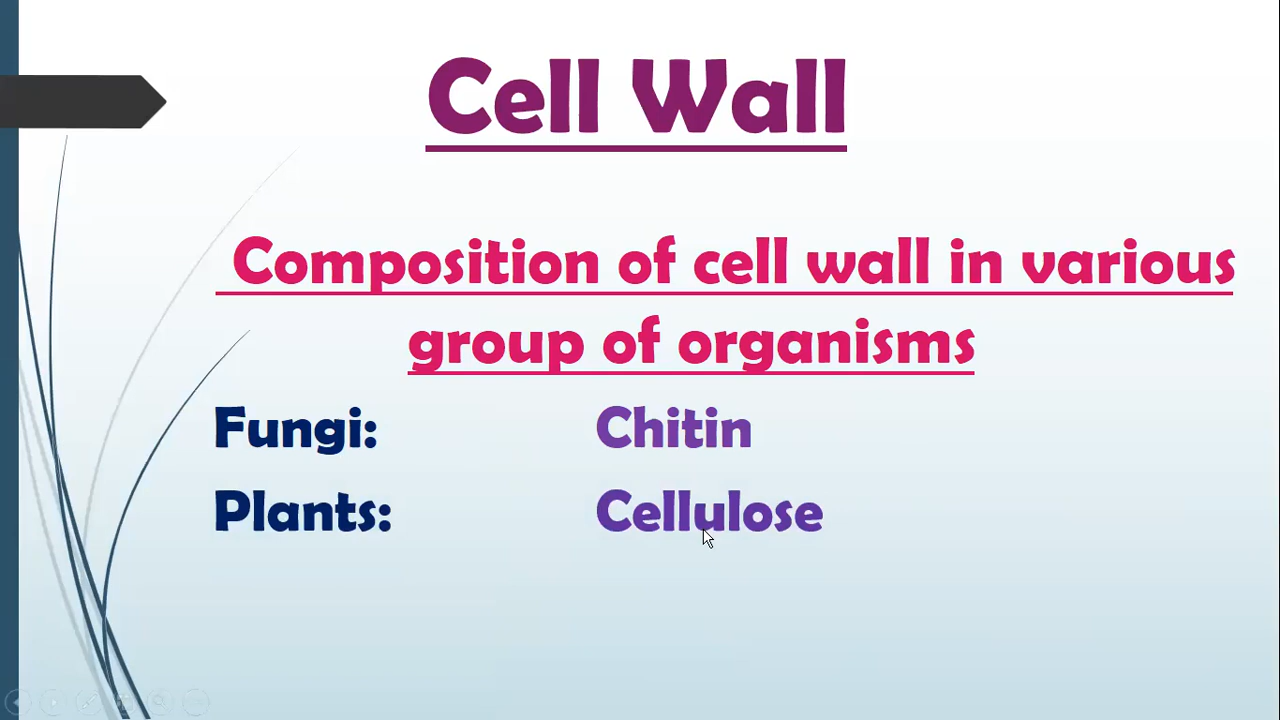 Cell Wall
Composition of cell wall in various
group of organisms
Fungi: Chitin
Plants: Cellulose